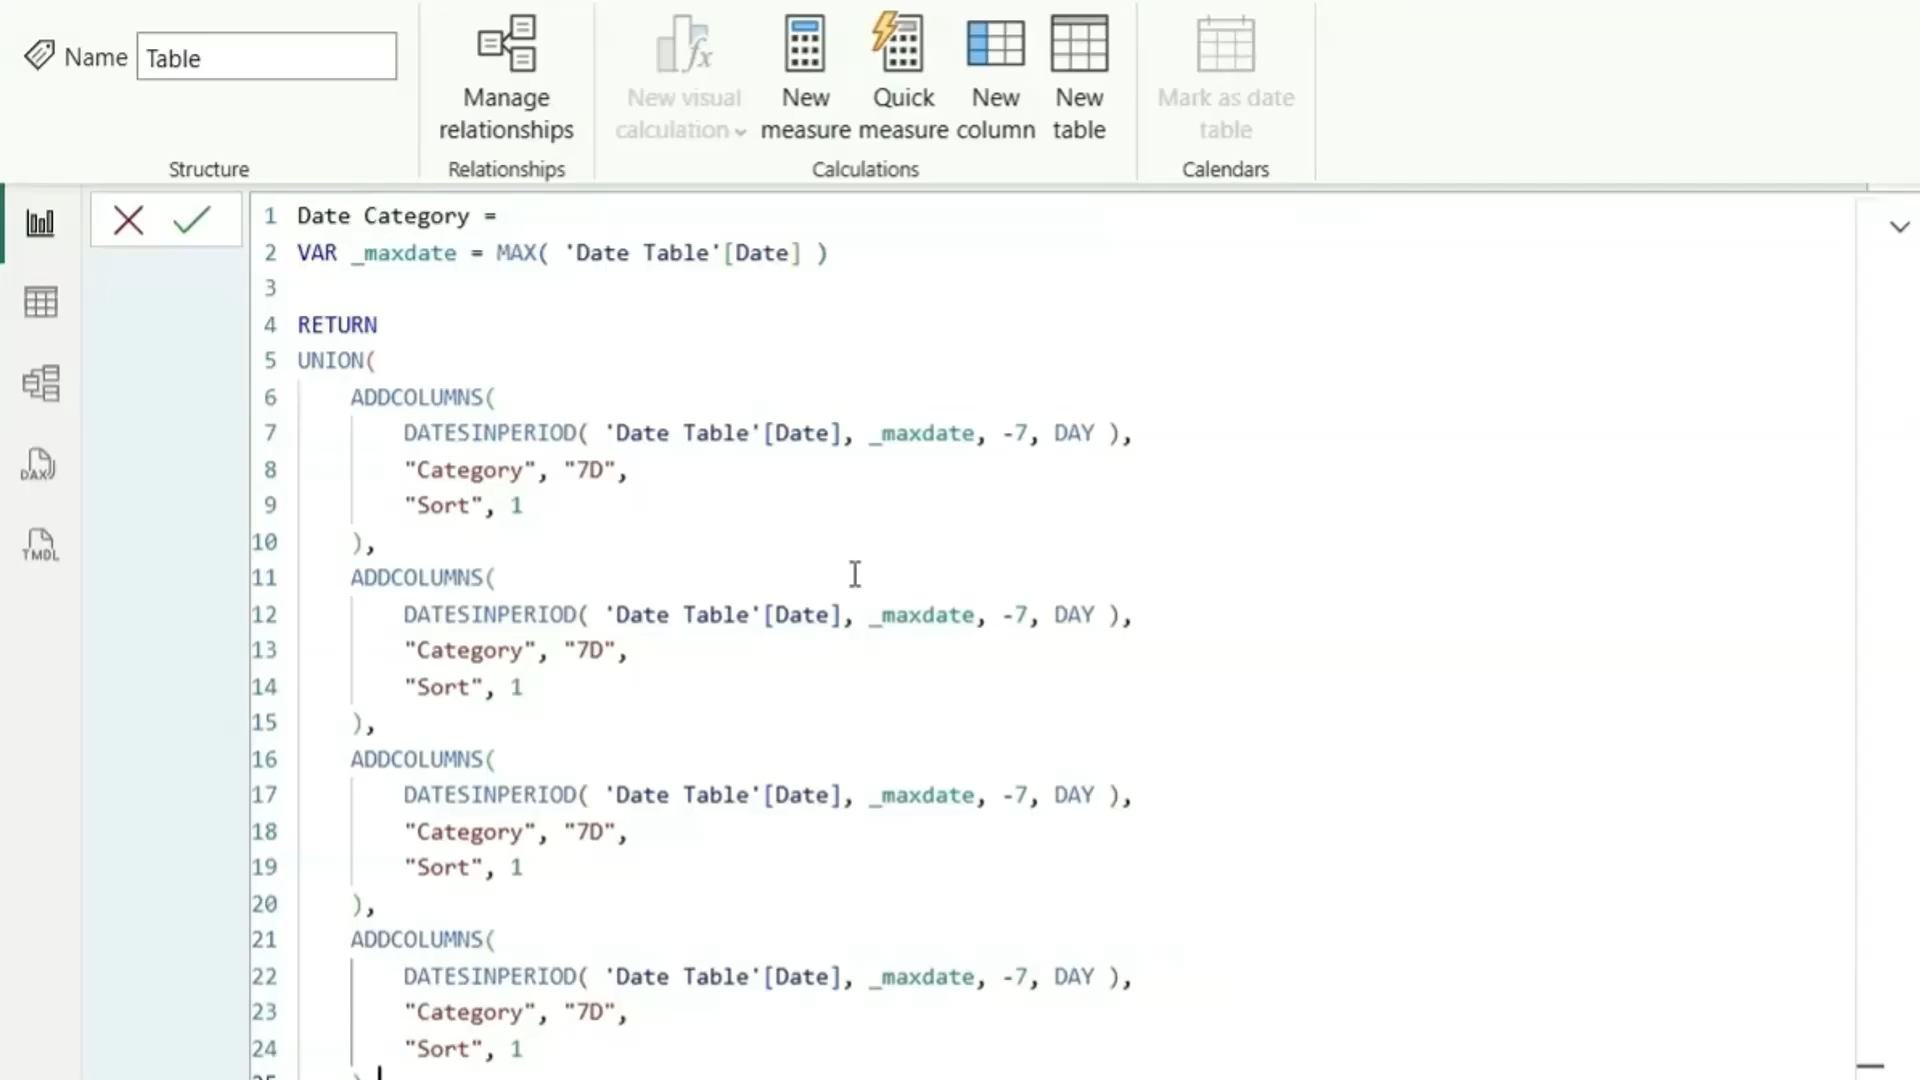 Name Table
Structure
Manage relationships
Relationships
New visual calculation
New measure
Quick measure
New column
New table
Calculations
Mark as date table
Calendars
DAX
TMDL
1 Date Category =
2 VAR _maxdate = MAX( 'Date Table'[Date] )
3
4 RETURN
5 UNION(
6 ADDCOLUMNS(
7 DATESINPERIOD( 'Date Table'[Date], _maxdate, -7, DAY ),
8 "Category", "7D",
9 "Sort", 1
10 ),
11 ADDCOLUMNS(
12 DATESINPERIOD( 'Date Table'[Date], _maxdate, -7, DAY ),
13 "Category", "7D",
14 "Sort", 1
15 ),
16 ADDCOLUMNS(
17 DATESINPERIOD( 'Date Table'[Date], _maxdate, -7, DAY ),
18 "Category", "7D",
19 "Sort", 1
20 ),
21 ADDCOLUMNS(
22 DATESINPERIOD( 'Date Table'[Date], _maxdate, -7, DAY ),
23 "Category", "7D",
24 "Sort", 1